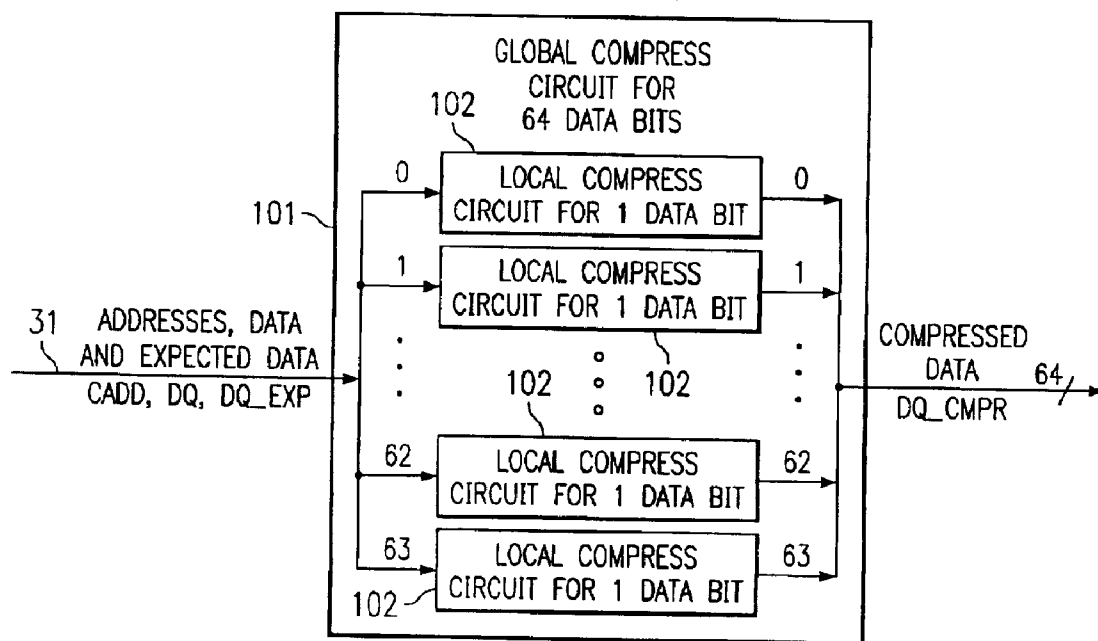 GLOBAL COMPRESS
CIRCUIT FOR
64 DATA BITS
102
0
LOCAL COMPRESS
CIRCUIT FOR 1 DATA BIT
0
101
1
LOCAL COMPRESS
CIRCUIT FOR 1 DATA BIT
1
31
ADDRESSES, DATA
AND EXPECTED DATA
CADD, DQ, DQ_EXP
102
102
COMPRESSED
DATA
64
DQ_CMPR
62
LOCAL COMPRESS
CIRCUIT FOR 1 DATA BIT
62
63
LOCAL COMPRESS
CIRCUIT FOR 1 DATA BIT
63
102